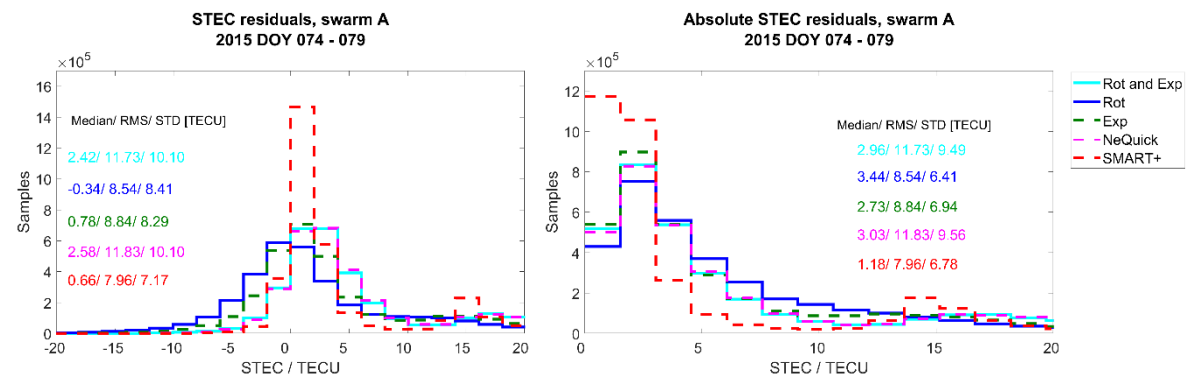 STEC residuals, swarm A
2015 DOY 074 - 079
×10⁵
16
14
12
10
8
6
4
2
0
Samples
Median/ RMS/ STD [TECU]
2.42/ 11.73/ 10.10
-0.34/ 8.54/ 8.41
0.78/ 8.84/ 8.29
2.58/ 11.83/ 10.10
0.66/ 7.96/ 7.17
-20 -15 -10 -5 0 5 10 15 20
STEC / TECU
Absolute STEC residuals, swarm A
2015 DOY 074 - 079
×10⁵
12
10
8
6
4
2
0
Samples
Median/ RMS/ STD [TECU]
2.96/ 11.73/ 9.49
3.44/ 8.54/ 6.41
2.73/ 8.84/ 6.94
3.03/ 11.83/ 9.56
1.18/ 7.96/ 6.78
0 5 10 15 20
STEC / TECU
Rot and Exp
Rot
Exp
NeQuick
SMART+